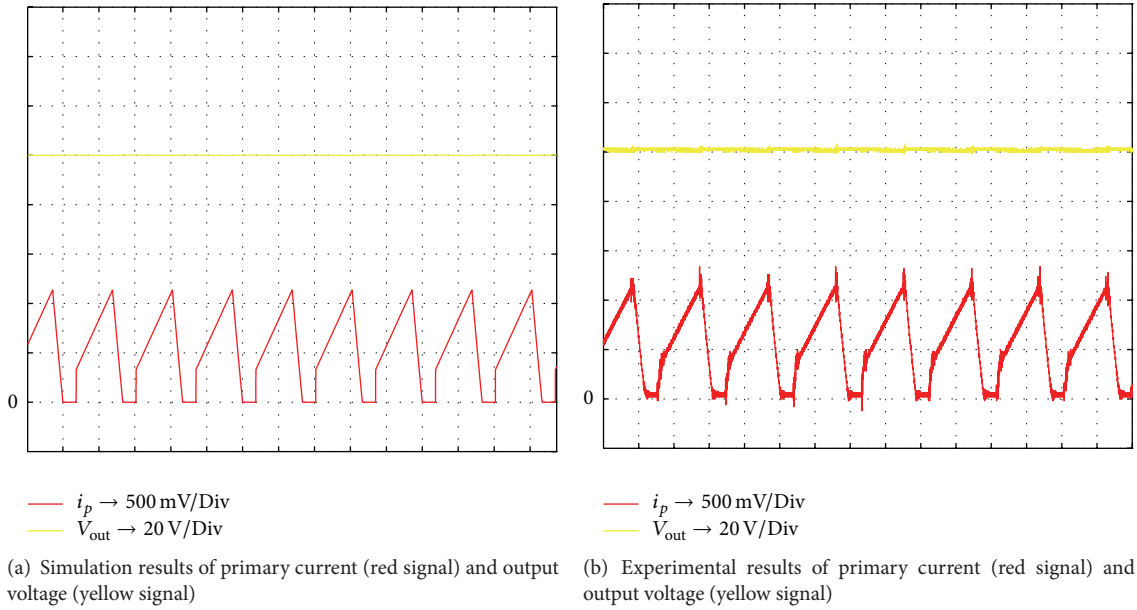 0
i_p → 500 mV/Div
V_out → 20 V/Div
(a) Simulation results of primary current (red signal) and output
voltage (yellow signal)
0
i_p → 500 mV/Div
V_out → 20 V/Div
(b) Experimental results of primary current (red signal) and
output voltage (yellow signal)